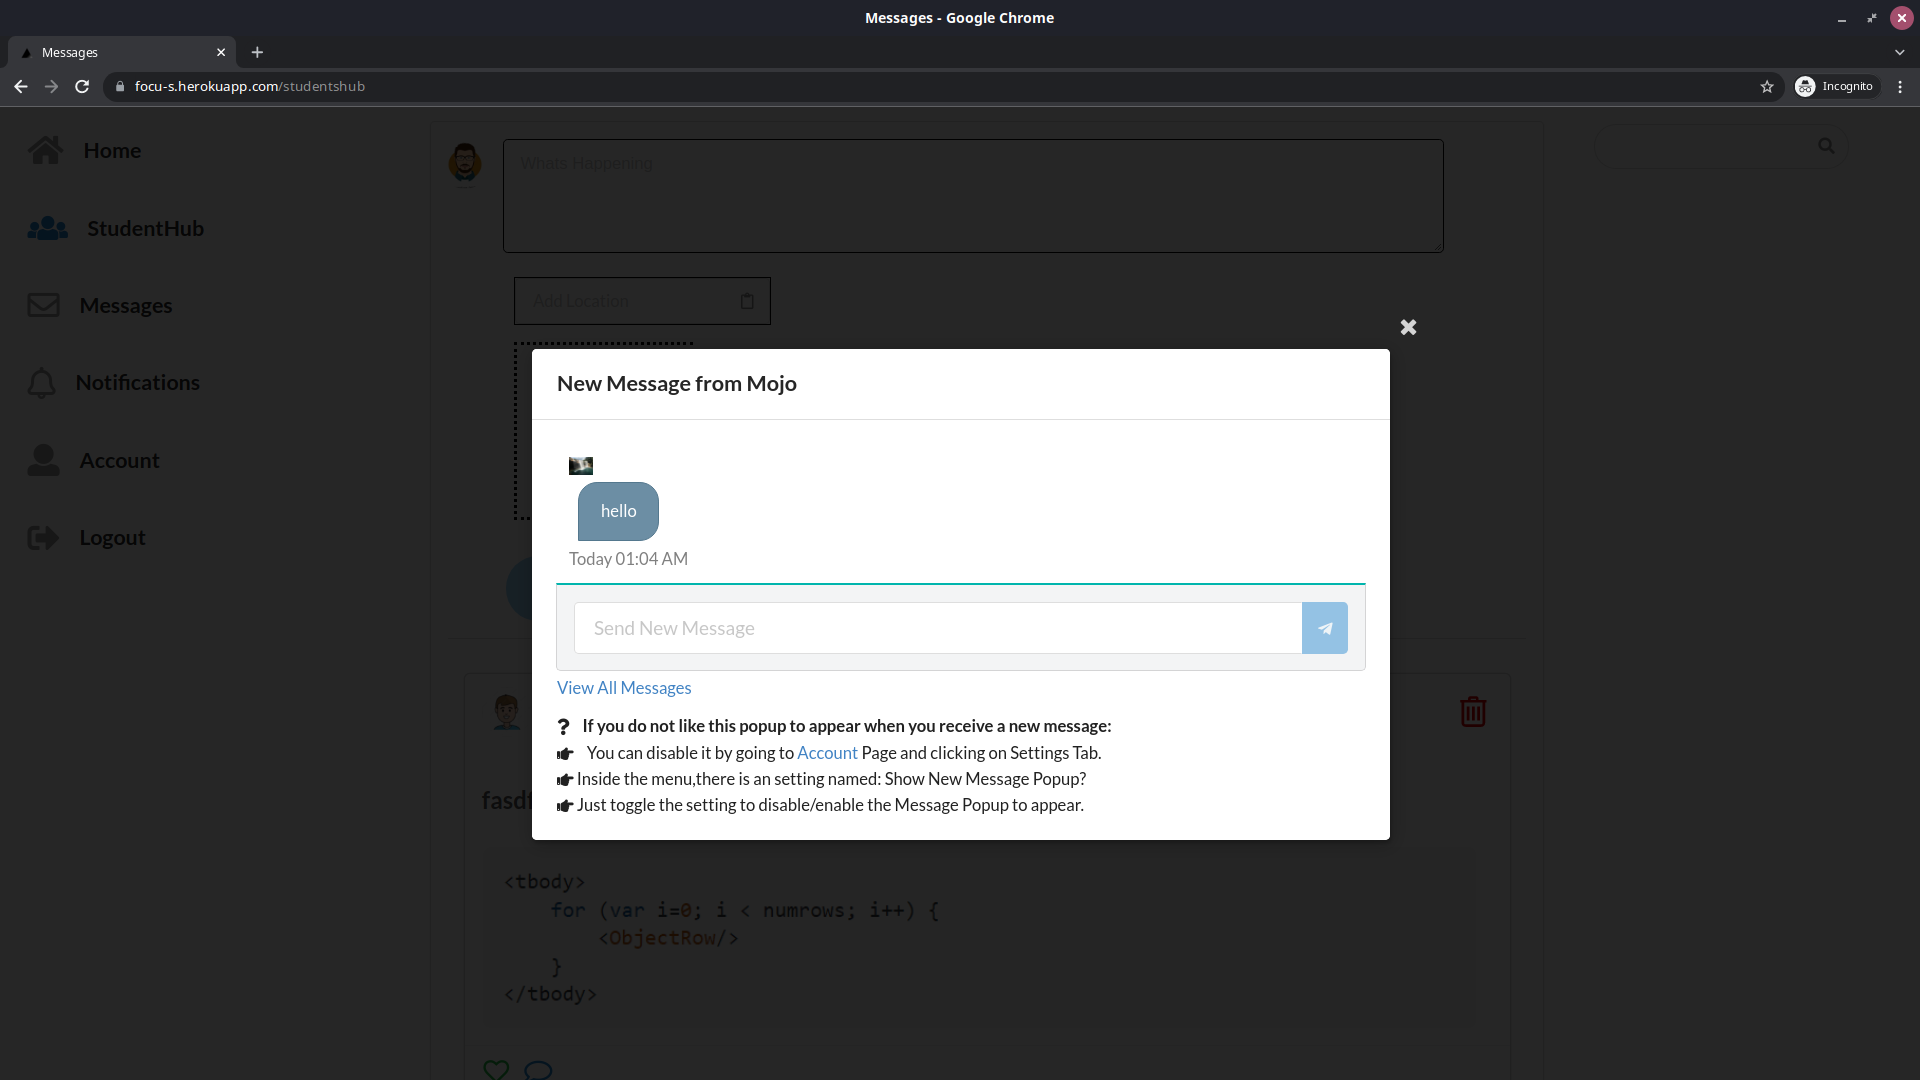 Messages - Google Chrome
Messages
focu-s.herokuapp.com/studentshub
Incognito
Home
StudentHub
Messages
Notifications
Account
Logout
Whats Happening
Add Location
New Message from Mojo
hello
Today 01:04 AM
Send New Message
View All Messages
If you do not like this popup to appear when you receive a new message:
You can disable it by going to Account Page and clicking on Settings Tab.
Inside the menu,there is an setting named: Show New Message Popup?
Just toggle the setting to disable/enable the Message Popup to appear.
<tbody>
for (var i=0; i < numrows; i++) {
<ObjectRow/>
}
</tbody>